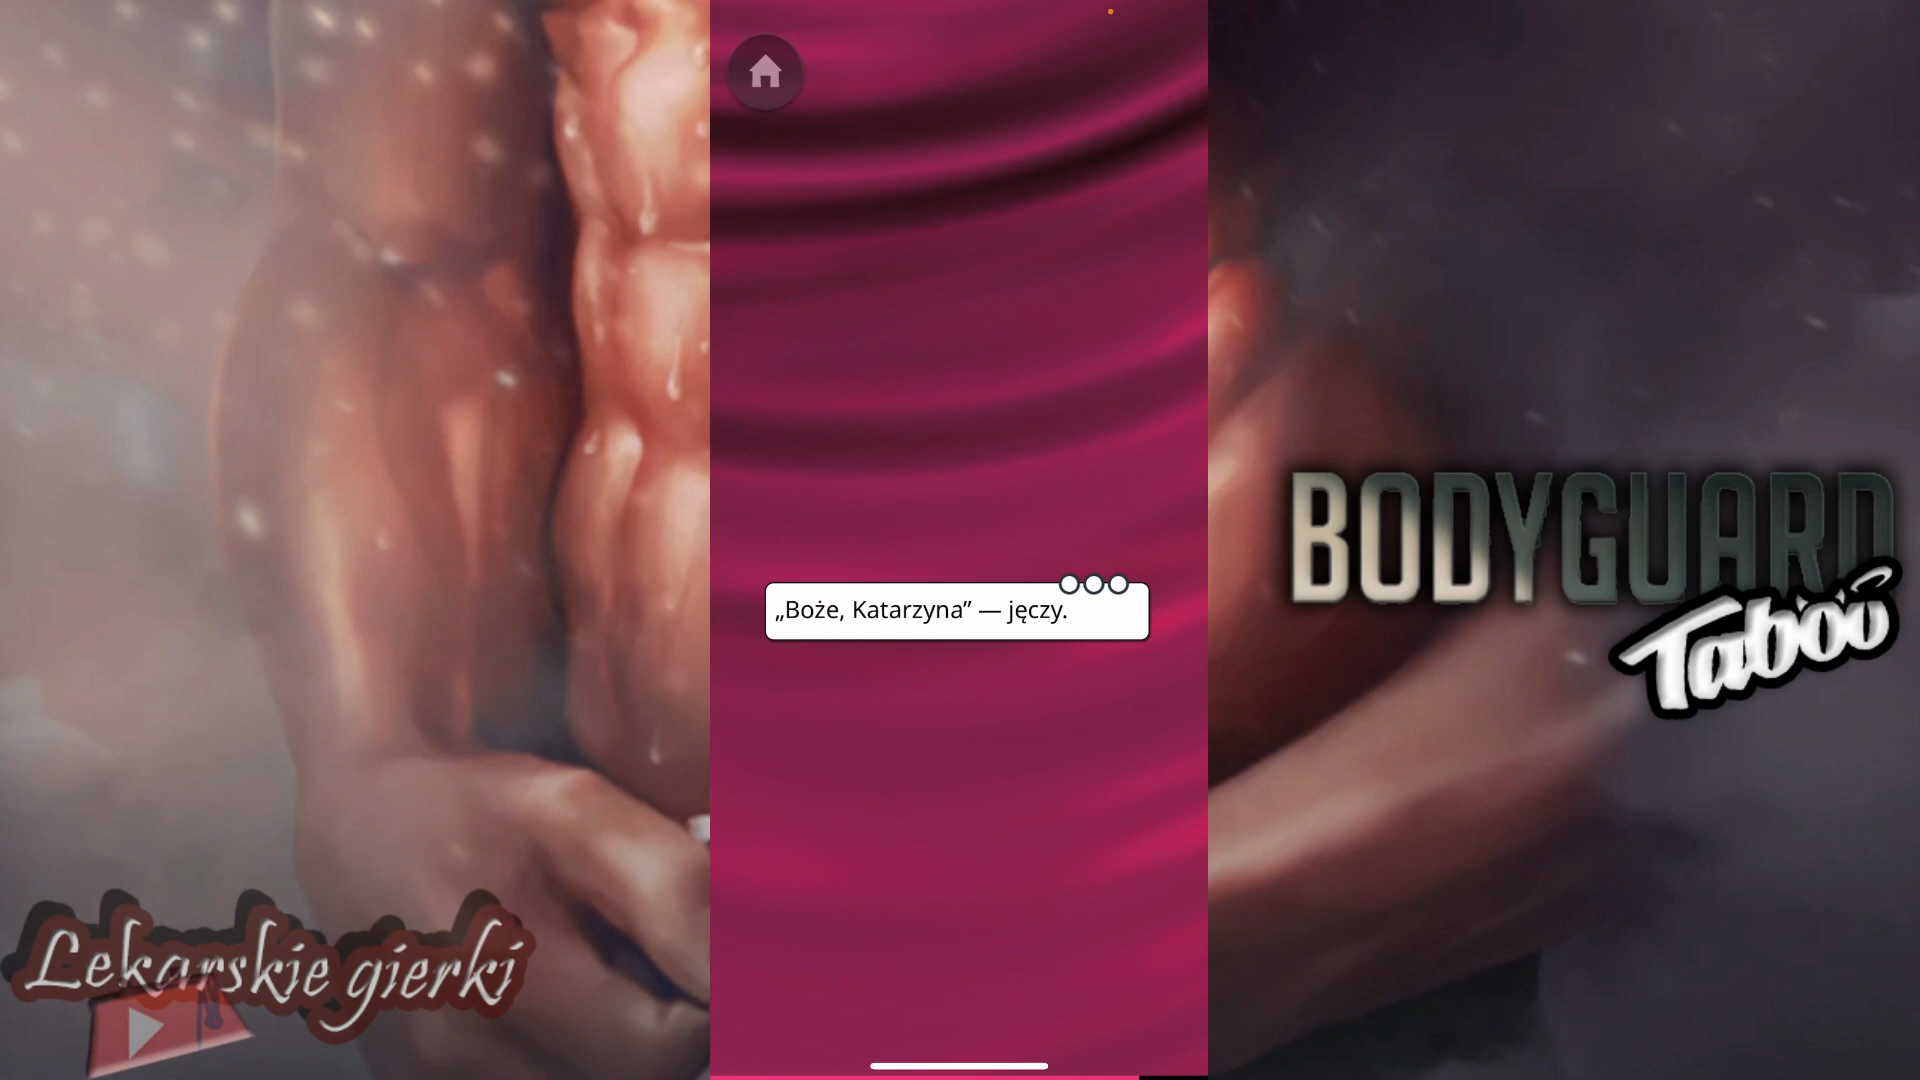 „Boże, Katarzyna” — jęczy.
BODYGUARD
Taboo
Lekarskie gierki